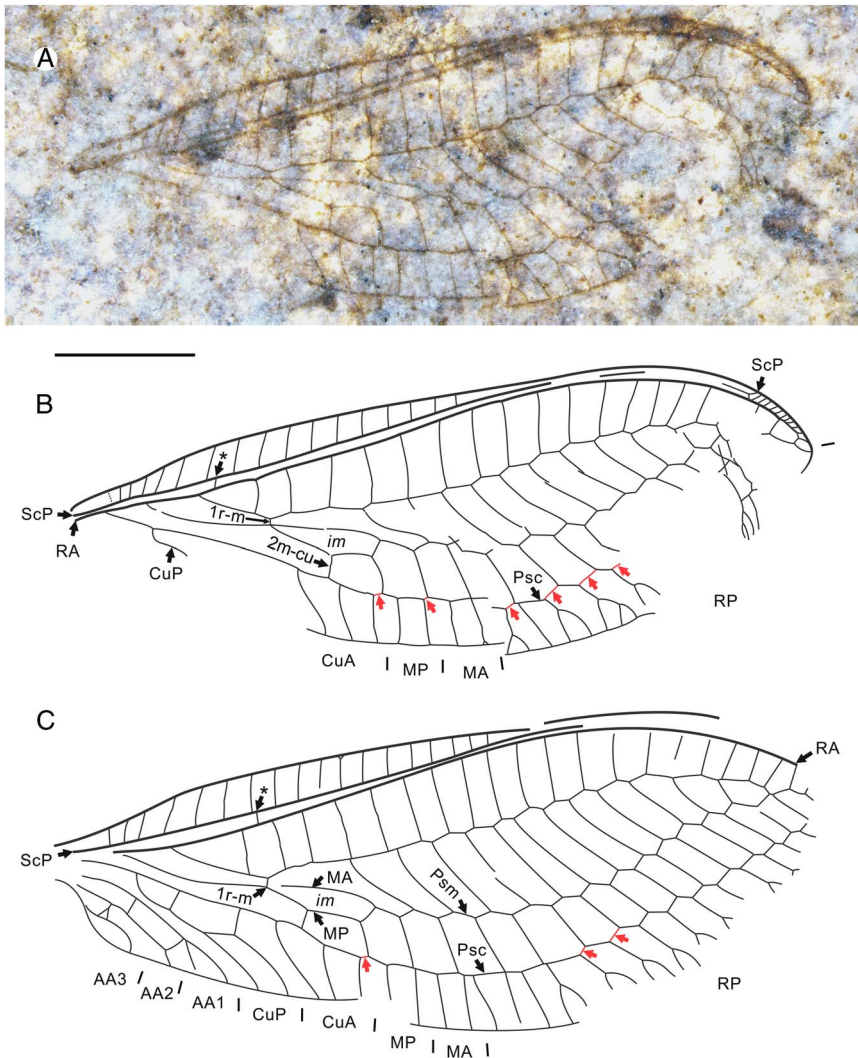 A
B
ScP
*
ScP
1r-m
RA
im
2m-cu
CuP
Psc
RP
CuA
MP
MA
C
RA
*
ScP
MA
1r-m
im
Psm
MP
Psc
AA3
AA2
AA1
CuP
CuA
MP
MA
RP